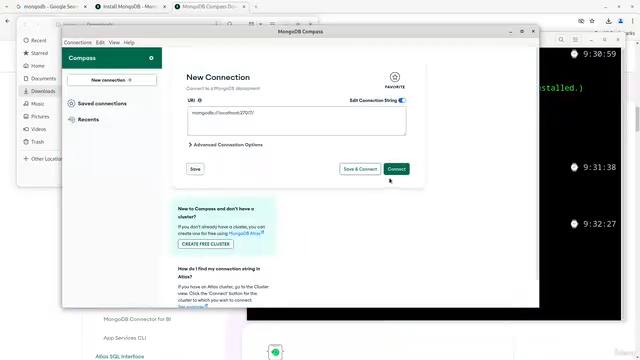 mongodb - Google Sear
Install MongoDB - Mon
MongoDB Compass Do
MongoDB Compass
Connections Edit View Help
Compass
New connection
Saved connections
Recents
New Connection
Connect to a MongoDB deployment
FAVORITE
URI
Edit Connection String
mongodb://localhost:27017/
Advanced Connection Options
Save
Save & Connect
Connect
New to Compass and don't have a
cluster?
If you don't already have a cluster, you can
create one for free using MongoDB Atlas
CREATE FREE CLUSTER
How do I find my connection string in
Atlas?
If you have an Atlas cluster, go to the Cluster
view. Click the 'Connect' button for the
cluster to which you wish to connect.
Recent
Starred
Home
Documents
Downloads
Music
Pictures
Videos
Trash
Other Locatio
9:30:59
nstalled.)
9:31:38
9:32:27
MongoDB Connector for BI
App Services CLI
Atlas SQL Interface